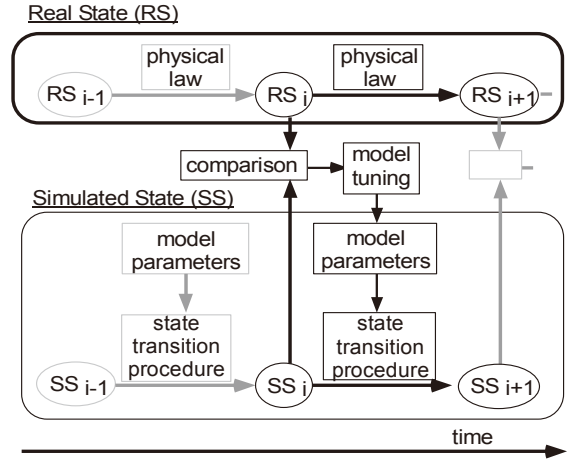 Real State (RS)
physical
law
physical
law
RS i-1
RS i
RS i+1
comparison
model
tuning
Simulated State (SS)
model
parameters
model
parameters
state
transition
procedure
state
transition
procedure
SS i-1
SS i
SS i+1
time